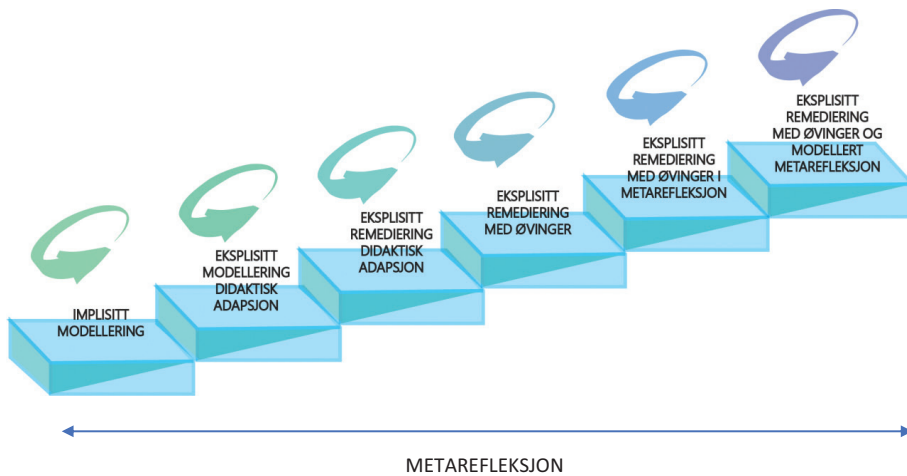 IMPLISITT
MODELLERING
EKSPLISITT
MODELLERING
DIDAKTISK
ADAPSJON
EKSPLISITT
REMEDIERING
DIDAKTISK
ADAPSJON
EKSPLISITT
REMEDIERING
MED ØVINGER
EKSPLISITT
REMEDIERING
MED ØVINGER I
METAREFLEKSJON
EKSPLISITT
REMEDIERING
MED ØVINGER OG
MODELLERT
METAREFLEKSJON
METAREFLEKSJON